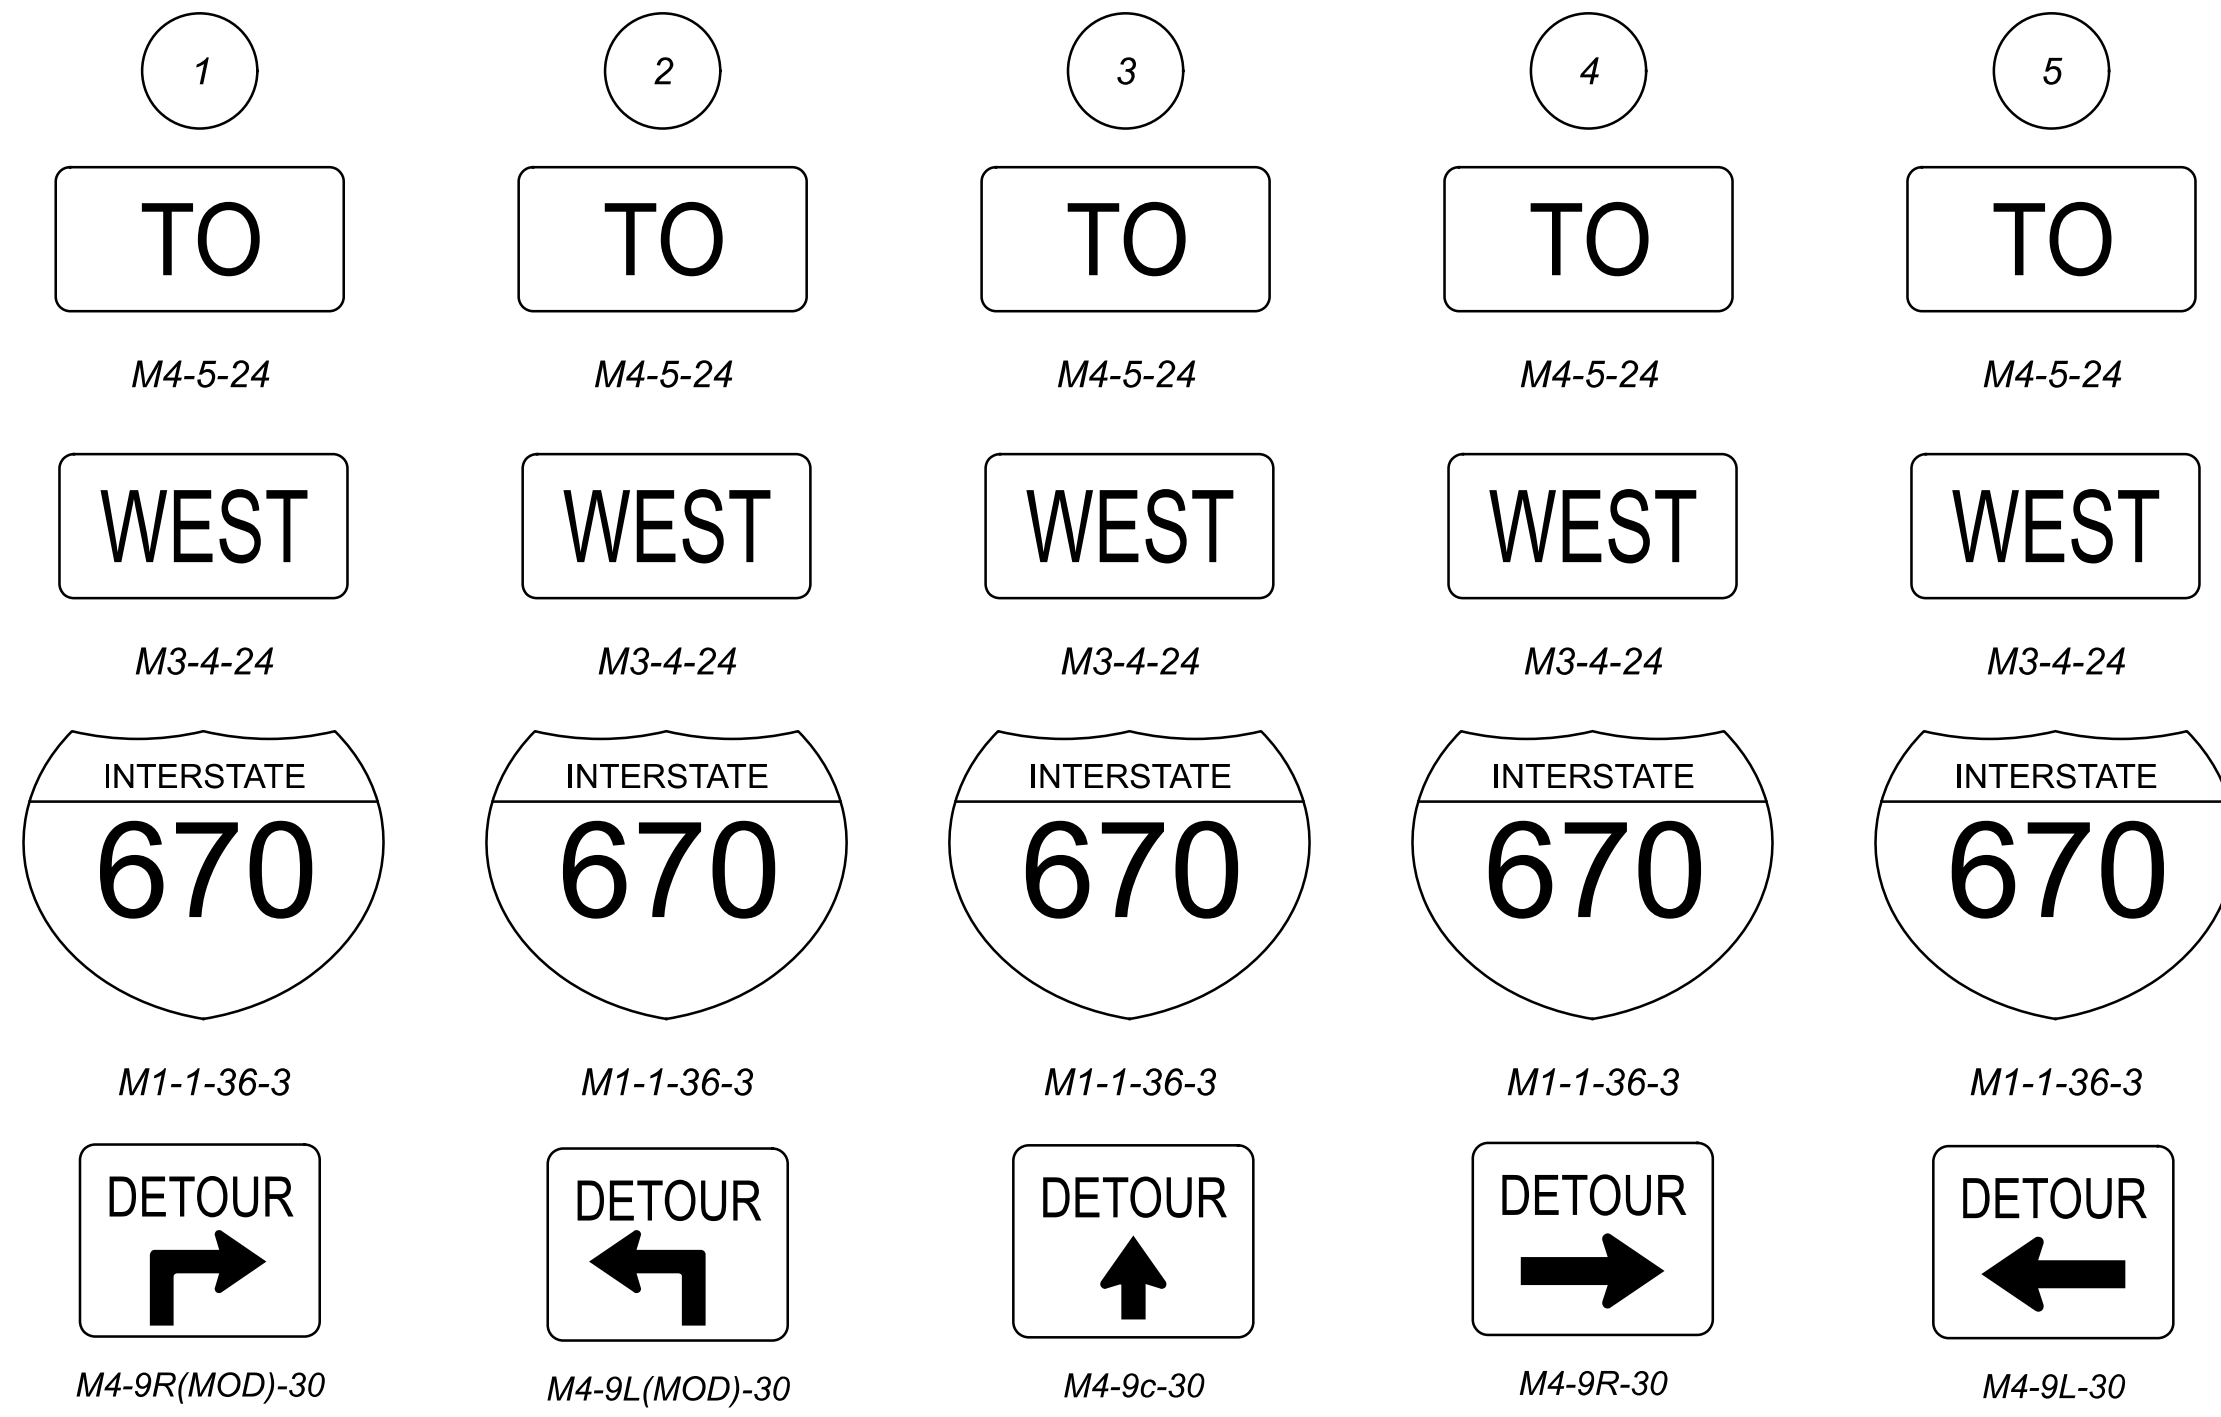 1 2 3 4 5
TO TO TO TO TO
M4-5-24 M4-5-24 M4-5-24 M4-5-24 M4-5-24
WEST WEST WEST WEST WEST
M3-4-24 M3-4-24 M3-4-24 M3-4-24 M3-4-24
INTERSTATE INTERSTATE INTERSTATE INTERSTATE INTERSTATE
670 670 670 670 670
M1-1-36-3 M1-1-36-3 M1-1-36-3 M1-1-36-3 M1-1-36-3
DETOUR DETOUR DETOUR DETOUR DETOUR
M4-9R(MOD)-30 M4-9L(MOD)-30 M4-9c-30 M4-9R-30 M4-9L-30